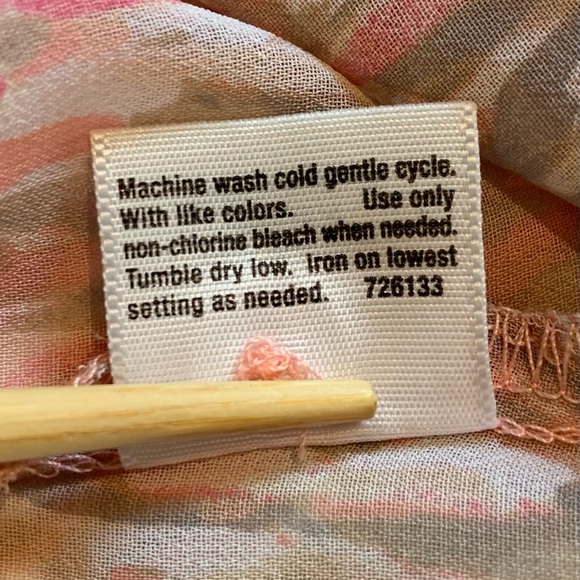 Machine wash cold gentle cycle.
With like colors. Use only
non-chlorine bleach when needed.
Tumble dry low. Iron on lowest
setting as needed. 726133